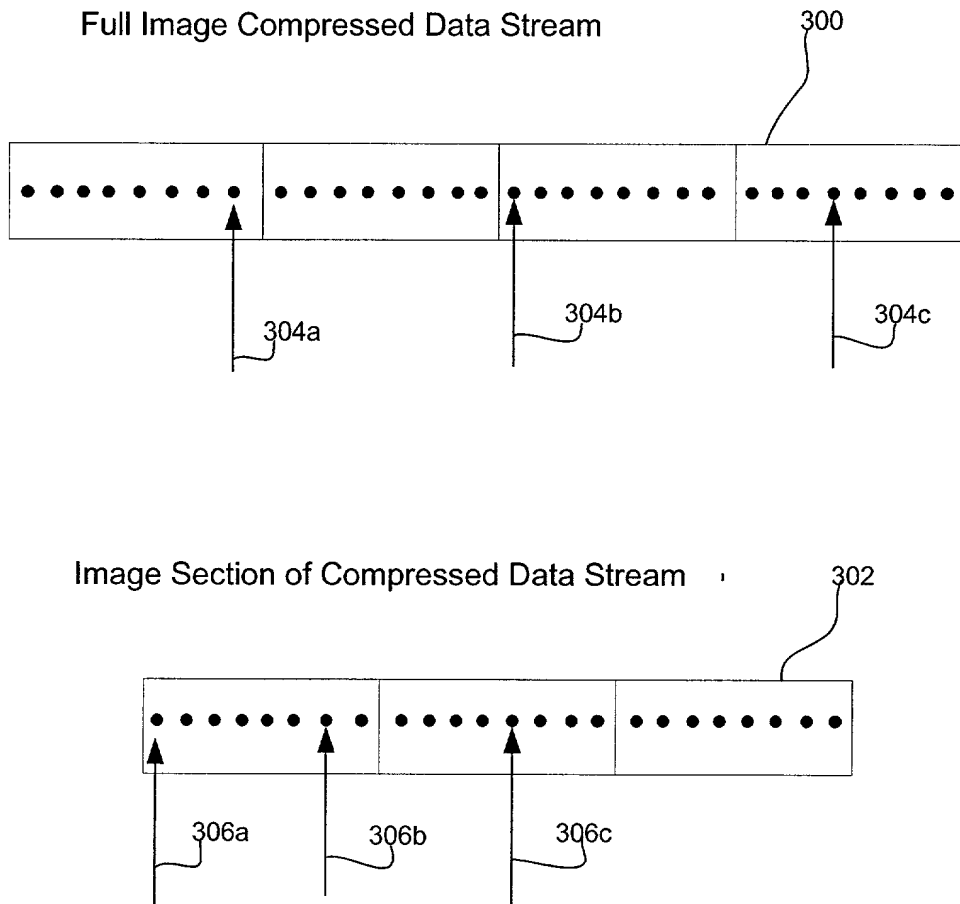 Full Image Compressed Data Stream
300
304a
304b
304c
Image Section of Compressed Data Stream
302
306a
306b
306c